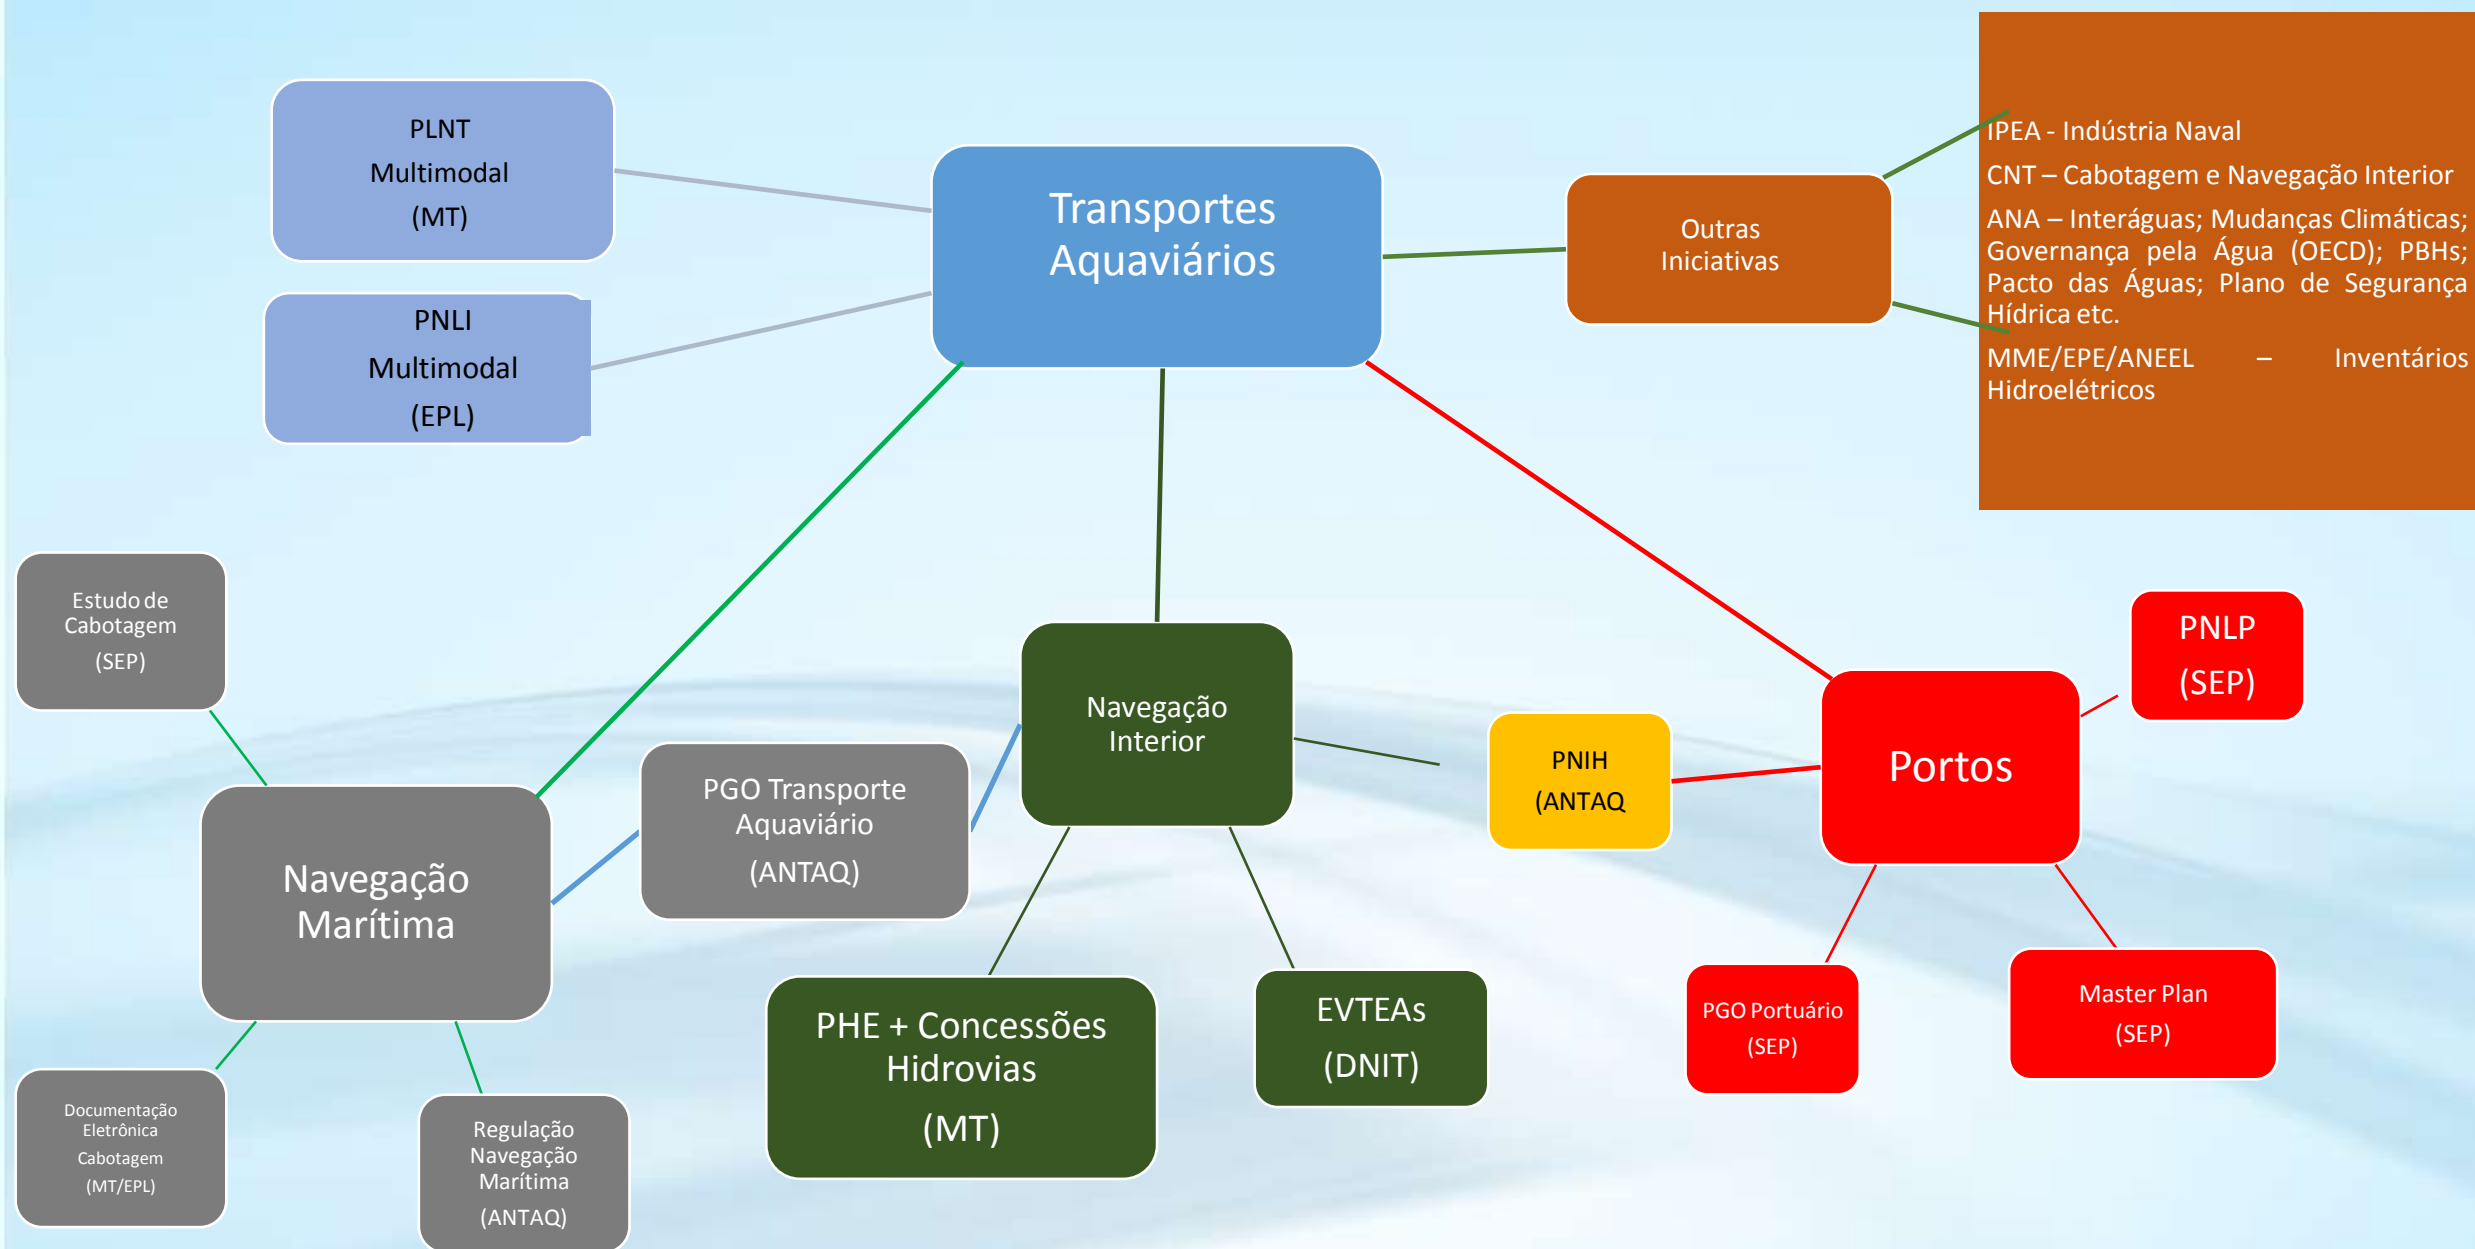 PLNT
Multimodal
(MT)
PNLI
Multimodal
(EPL)
Transportes
Aquaviários
Outras
Iniciativas
IPEA - Indústria Naval
CNT – Cabotagem e Navegação Interior
ANA – Interáguas; Mudanças Climáticas;
Governança pela Água (OECD); PBHs;
Pacto das Águas; Plano de Segurança
Hídrica etc.
MME/EPE/ANEEL – Inventários
Hidroelétricos
Estudo de
Cabotagem
(SEP)
Navegação
Marítima
Documentação
Eletrônica
Cabotagem
(MT/EPL)
Regulação
Navegação
Marítima
(ANTAQ)
PGO Transporte
Aquaviário
(ANTAQ)
Navegação
Interior
PHE + Concessões
Hidrovias
(MT)
EVTEAs
(DNIT)
PNIH
(ANTAQ
Portos
PNLP
(SEP)
PGO Portuário
(SEP)
Master Plan
(SEP)